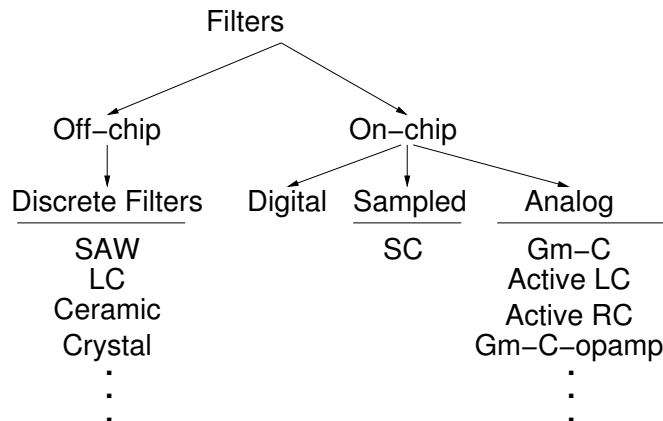 Filters
Off−chip
On−chip
Discrete Filters
Digital
Sampled
Analog
SAW
LC
Ceramic
Crystal
SC
Gm−C
Active LC
Active RC
Gm−C−opamp